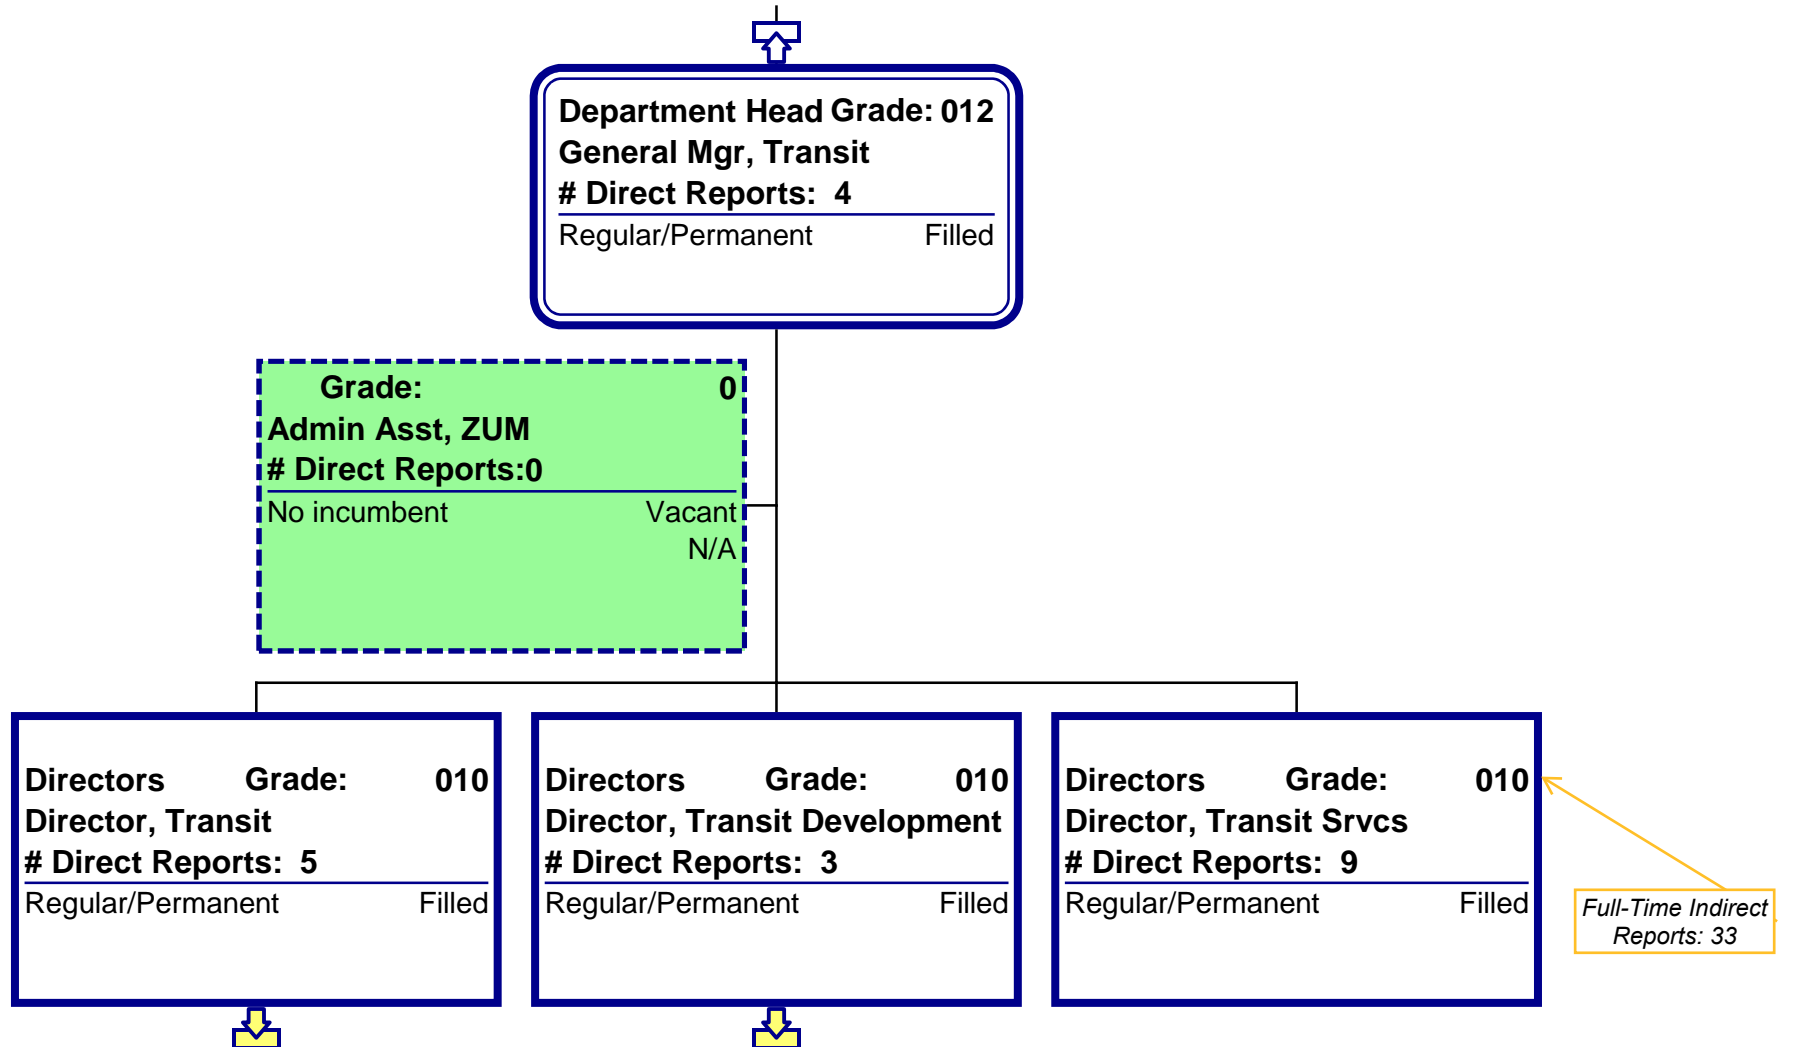 Department Head Grade: 012
General Mgr, Transit
# Direct Reports: 4
Regular/Permanent Filled
Grade: 0
Admin Asst, ZUM
# Direct Reports:0
No incumbent Vacant
N/A
Directors Grade: 010
Director, Transit
# Direct Reports: 5
Regular/Permanent Filled
Directors Grade: 010
Director, Transit Development
# Direct Reports: 3
Regular/Permanent Filled
Directors Grade: 010
Director, Transit Srvcs
# Direct Reports: 9
Regular/Permanent Filled
Full-Time Indirect
Reports: 33